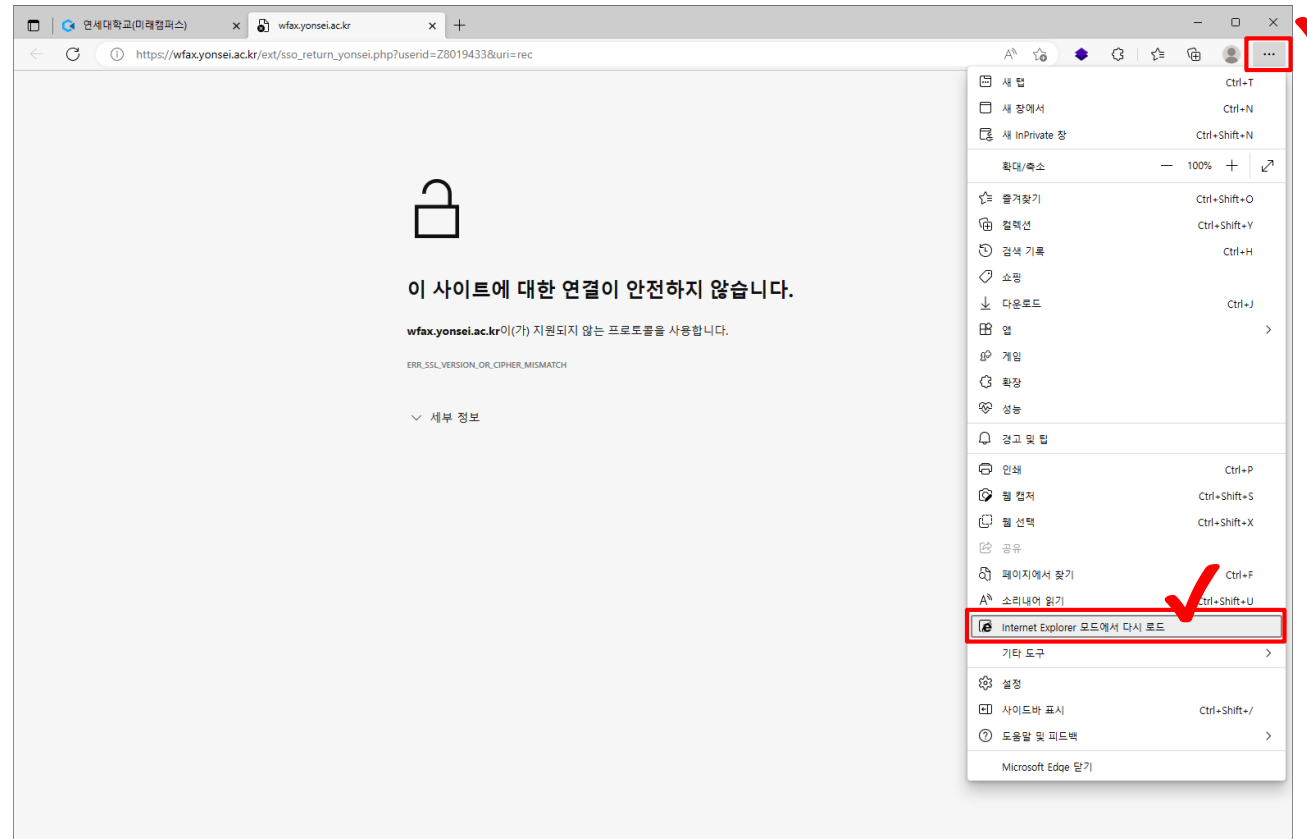 연세대학교(미래캠퍼스)
wfax.yonsei.ac.kr
https://wfax.yonsei.ac.kr/ext/sso_return_yonsei.php?userid=Z8019433&uri=rec
이 사이트에 대한 연결이 안전하지 않습니다.
wfax.yonsei.ac.kr이(가) 지원되지 않는 프로토콜을 사용합니다.
ERR_SSL_VERSION_OR_CIPHER_MISMATCH
세부 정보
새 탭 Ctrl+T
새 창에서 Ctrl+N
새 InPrivate 창 Ctrl+Shift+N
확대/축소 — 100% +
즐겨찾기 Ctrl+Shift+O
컬렉션 Ctrl+Shift+Y
검색 기록 Ctrl+H
쇼핑
다운로드 Ctrl+J
앱
게임
확장
성능
경고 및 팁
인쇄 Ctrl+P
웹 캡처 Ctrl+Shift+S
웹 선택 Ctrl+Shift+X
공유
페이지에서 찾기 Ctrl+F
소리내어 읽기 Ctrl+Shift+U
Internet Explorer 모드에서 다시 로드
기타 도구
설정
사이드바 표시 Ctrl+Shift+/
도움말 및 피드백
Microsoft Edge 닫기